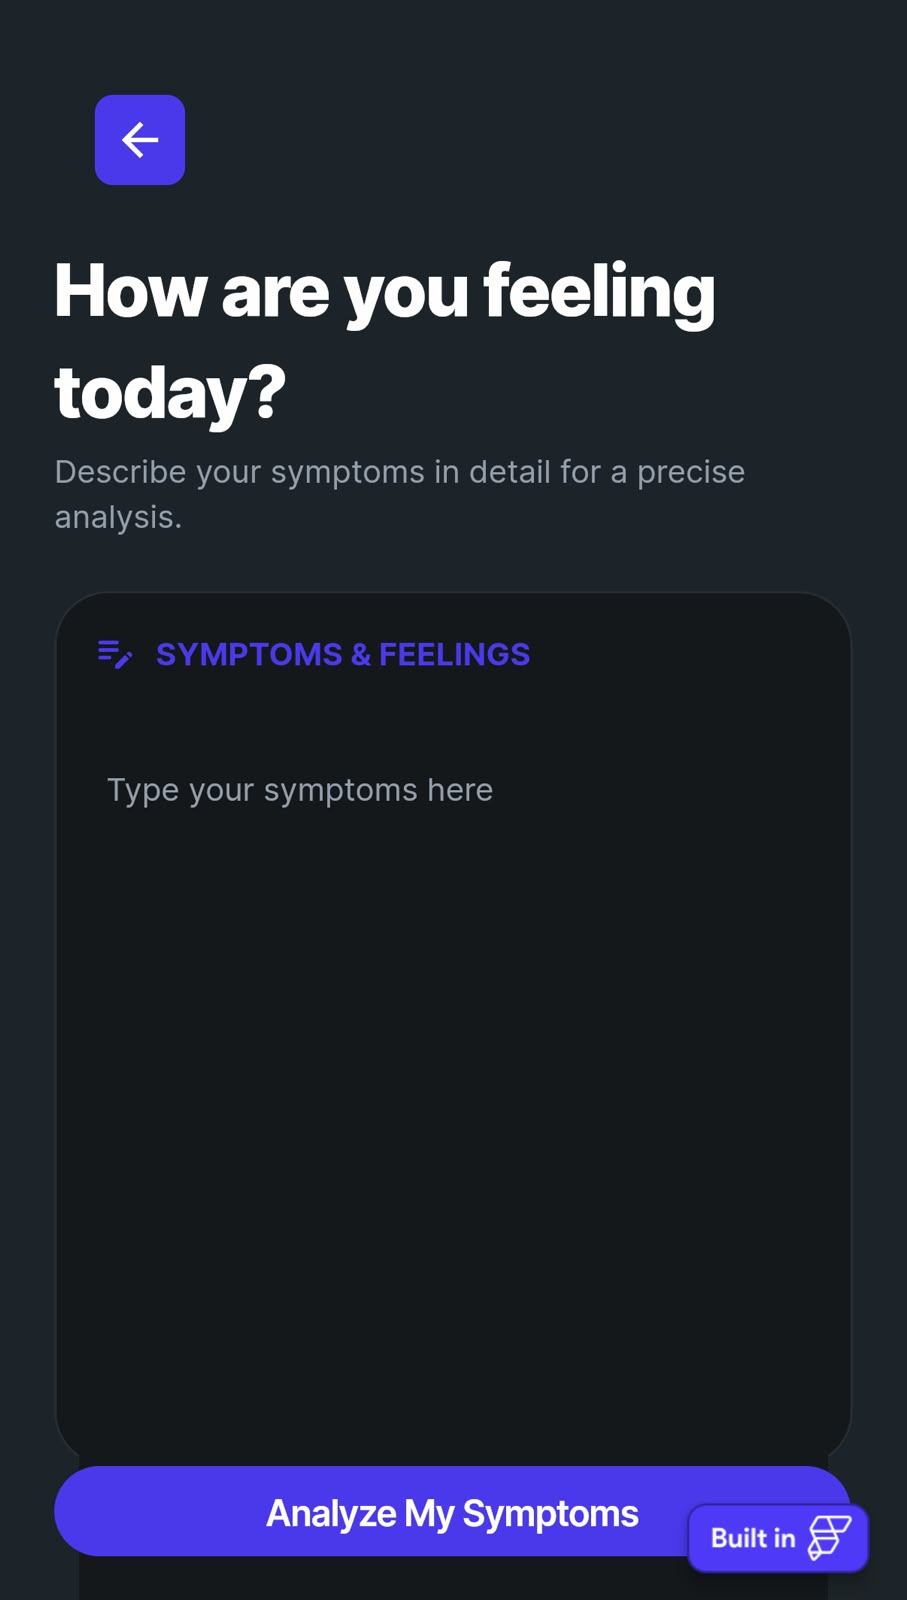 How are you feeling
today?
Describe your symptoms in detail for a precise
analysis.
SYMPTOMS & FEELINGS
Type your symptoms here
Analyze My Symptoms
Built in